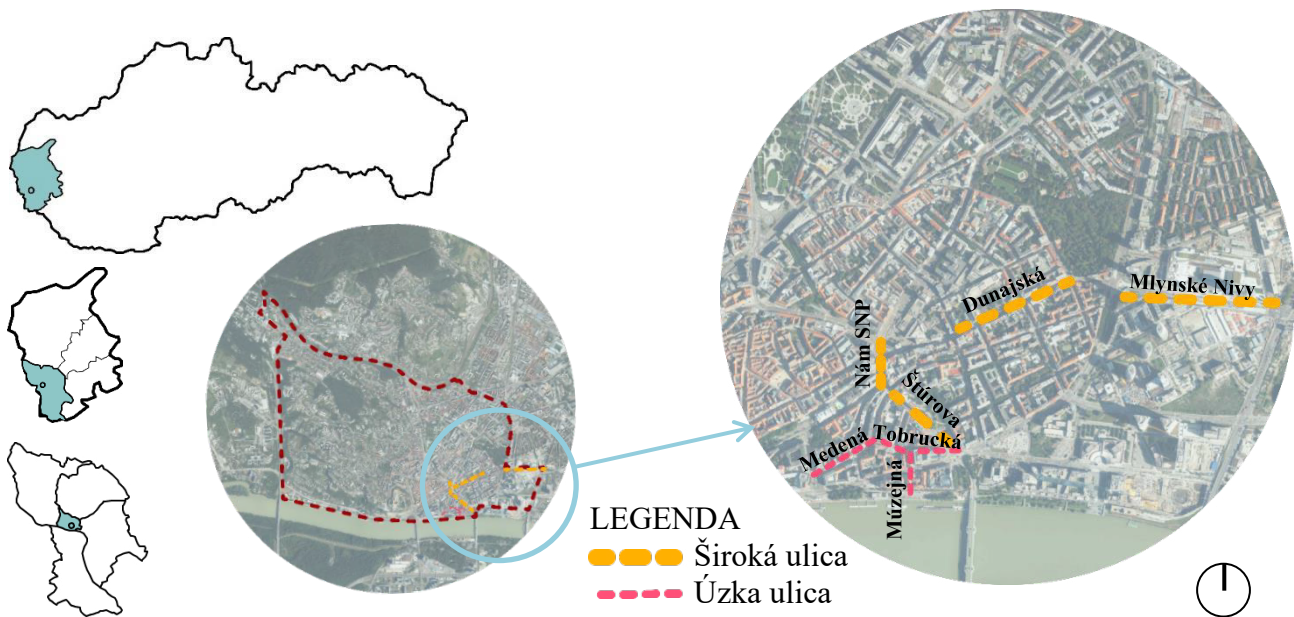 Dunajská
Mlynské Nivy
Nám SNP
Štúrova
Medená
Tobrucká
Múzejná
LEGENDA
Široká ulica
Úzka ulica